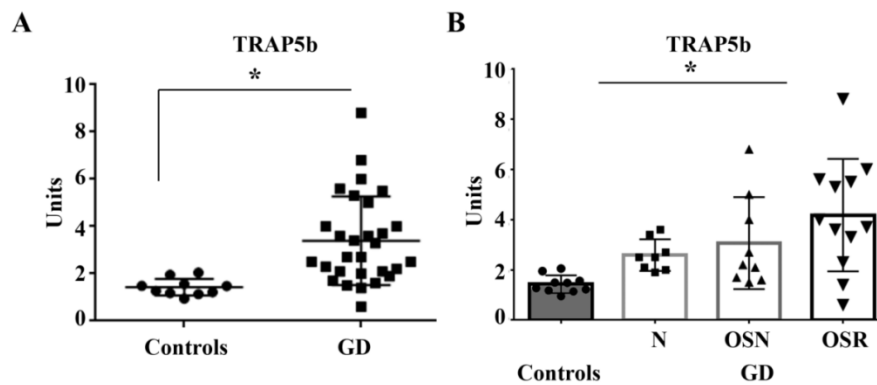 A
TRAP5b
*
Units
10
8
6
4
2
0
Controls GD
B
TRAP5b
*
Units
10
8
6
4
2
0
N OSN OSR
Controls GD